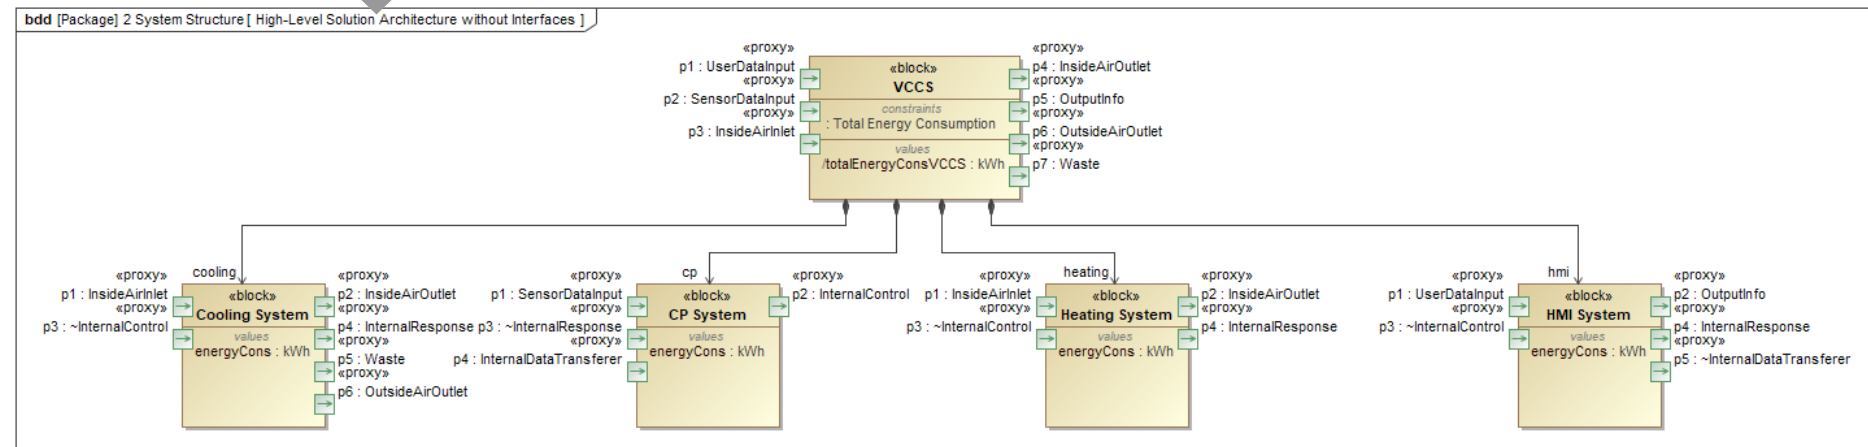 bdd [Package] 2 System Structure [ High-Level Solution Architecture without Interfaces ]
«proxy»
p1 : UserDataInput
«proxy»
p2 : SensorDataInput
«proxy»
p3 : InsideAirInlet
«block»
VCCS
constraints
: Total Energy Consumption
values
/totalEnergyConsVCCS : kWh
«proxy»
p4 : InsideAirOutlet
«proxy»
p5 : OutputInfo
«proxy»
p6 : OutsideAirOutlet
«proxy»
p7 : Waste
cooling
«proxy»
p1 : InsideAirInlet
«proxy»
p3 : ~InternalControl
«block»
Cooling System
values
energyCons : kWh
«proxy»
p2 : InsideAirOutlet
«proxy»
p4 : InternalResponse
«proxy»
p5 : Waste
«proxy»
p6 : OutsideAirOutlet
cp
«proxy»
p1 : SensorDataInput
«proxy»
p3 : ~InternalResponse
«proxy»
p4 : InternalDataTransferer
«block»
CP System
values
energyCons : kWh
«proxy»
p2 : InternalControl
heating
«proxy»
p1 : InsideAirInlet
«proxy»
p3 : ~InternalControl
«block»
Heating System
values
energyCons : kWh
«proxy»
p2 : InsideAirOutlet
«proxy»
p4 : InternalResponse
hmi
«proxy»
p1 : UserDataInput
«proxy»
p3 : ~InternalControl
«block»
HMI System
values
energyCons : kWh
«proxy»
p2 : OutputInfo
«proxy»
p4 : InternalResponse
«proxy»
p5 : ~InternalDataTransferer